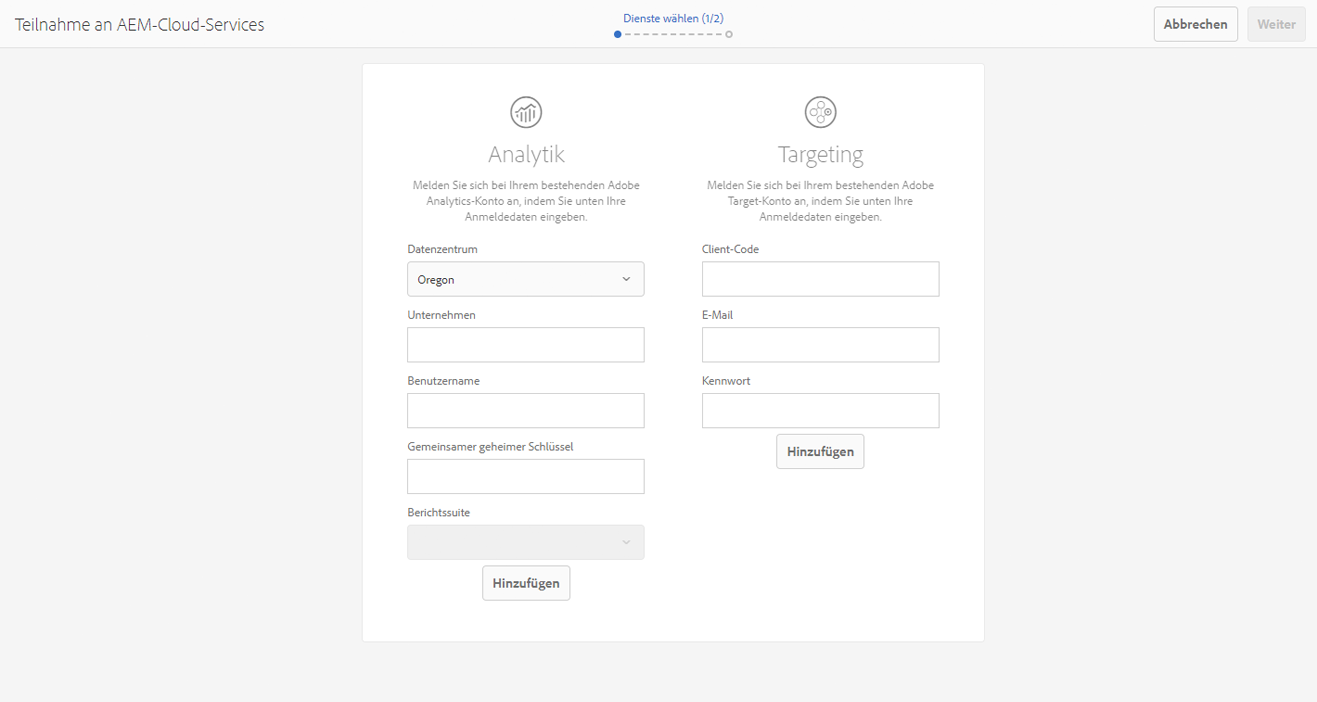 Teilnahme an AEM-Cloud-Services
Dienste wählen (1/2)
Abbrechen
Weiter
Analytik
Melden Sie sich bei Ihrem bestehenden Adobe
Analytics-Konto an, indem Sie unten Ihre
Anmeldedaten eingeben.
Datenzentrum
Oregon
Unternehmen
Benutzername
Gemeinsamer geheimer Schlüssel
Berichtssuite
Hinzufügen
Targeting
Melden Sie sich bei Ihrem bestehenden Adobe
Target-Konto an, indem Sie unten Ihre
Anmeldedaten eingeben.
Client-Code
E-Mail
Kennwort
Hinzufügen